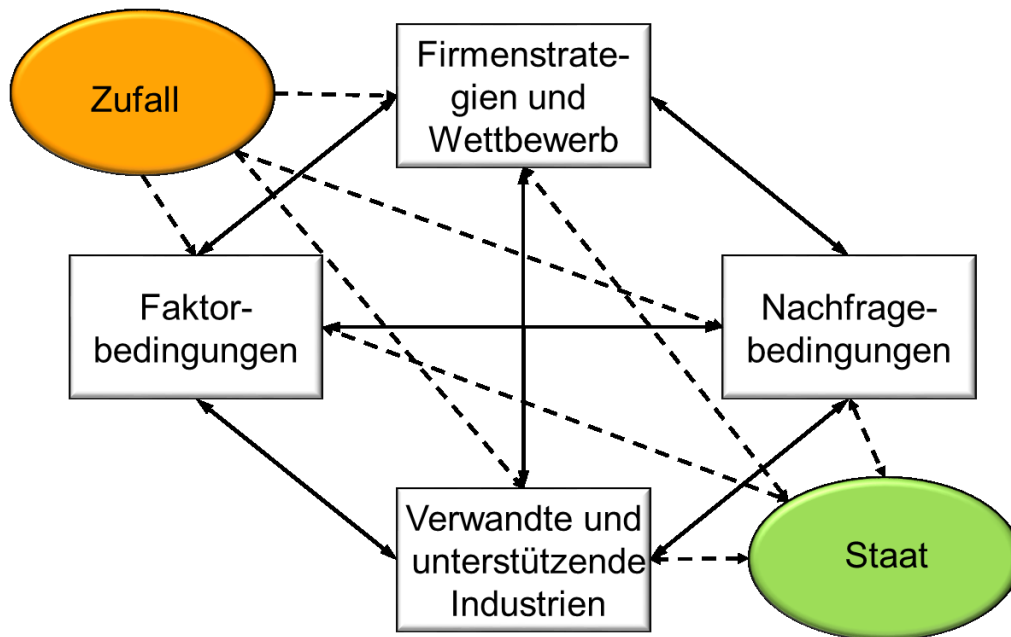 Zufall
Firmenstrate-
gien und
Wettbewerb
Faktor-
bedingungen
Nachfrage-
bedingungen
Verwandte und
unterstützende
Industrien
Staat